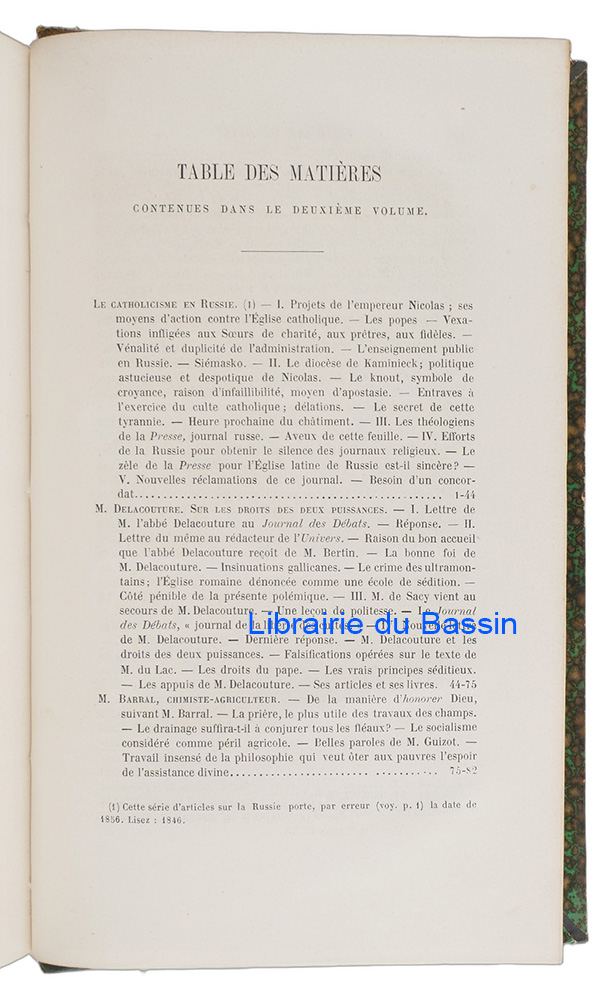 TABLE DES MATIÈRES
CONTENUES DANS LE DEUXIÈME VOLUME.
LE CATHOLICISME EN RUSSIE. (1) — I. Projets de l'empereur Nicolas ; ses
moyens d'action contre l'Église catholique. — Les popes — Vexa-
tions infligées aux Sœurs de charité, aux prêtres, aux fidèles. —
Vénalité et duplicité de l'administration. — L'enseignement public
en Russie. — Siémasko. — II. Le diocèse de Kaminieck; politique
astucieuse et despotique de Nicolas. — Le knout, symbole de
croyance, raison d'infaillibilité, moyen d'apostasie. — Entraves à
l'exercice du culte catholique ; délations. — Le secret de cette
tyrannie. — Heure prochaine du châtiment. — III. Les théologiens
de la Presse, journal russe. — Aveux de cette feuille. — IV. Efforts
de la Russie pour obtenir le silence des journaux religieux. — Le
zèle de la Presse pour l'Église latine de Russie est-il sincère? —
V. Nouvelles réclamations de ce journal. — Besoin d'un concor-
dat. 1-44
M. DELACOUTURE. SUR LES DROITS DES DEUX PUISSANCES. — I. Lettre de
M. l'abbé Delacouture au Journal des Débats. — Réponse. — II.
Lettre du même au rédacteur de l'Univers. — Raison du bon accueil
que l'abbé Delacouture reçoit de M. Bertin. — La bonne foi de
M. Delacouture. — Insinuations gallicanes. — Le crime des ultramon-
tains; l'Église romaine dénoncée comme une école de sédition. —
Côté pénible de la présente polémique. — III. M. de Sacy vient au
secours de M. Delacouture. — Une leçon de politesse. — Le Journal
des Débats, « journal de la liberté des cultes.
Librairie du Bassin
de M. Delacouture. — Dernière réponse. — M. Delacouture et les
droits des deux puissances. — Falsifications opérées sur le texte de
M. du Lac. — Les droits du pape. — Les vrais principes séditieux.
— Les appuis de M. Delacouture. — Ses articles et ses livres. 44-75
M. BARRAL, CHIMISTE-AGRICULTEUR. — De la manière d'honorer Dieu,
suivant M. Barral. — La prière, le plus utile des travaux des champs.
— Le drainage suffira-t-il à conjurer tous les fléaux? — Le socialisme
considéré comme péril agricole. — Belles paroles de M. Guizot. —
Travail insensé de la philosophie qui veut ôter aux pauvres l'espoir
de l'assistance divine. 75-82
(1) Cette série d'articles sur la Russie porte, par erreur (voy. p. 1) la date de
1856. Lisez : 1846.